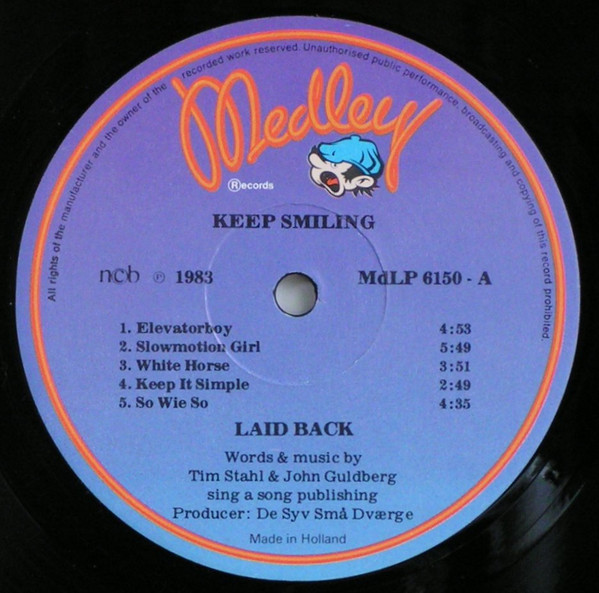 All rights of the manufacturer and the owner of the recorded work reserved. Unauthorised public performance, broadcasting and copying of this record prohibited.
Medley
Records
KEEP SMILING
ncb ℗ 1983 MdLP 6150 - A
1. Elevatorboy 4:53
2. Slowmotion Girl 5:49
3. White Horse 3:51
4. Keep It Simple 2:49
5. So Wie So 4:35
LAID BACK
Words & music by
Tim Stahl & John Guldberg
sing a song publishing
Producer: De Syv Små Dværge
Made in Holland